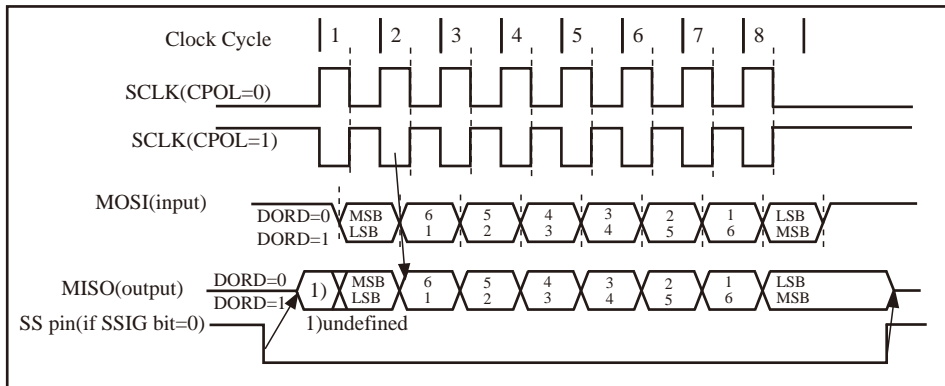 Clock Cycle 1 2 3 4 5 6 7 8
SCLK(CPOL=0)
SCLK(CPOL=1)
MOSI(input)
DORD=0 MSB 6 5 4 3 2 1 LSB
DORD=1 LSB 1 2 3 4 5 6 MSB
MISO(output)
DORD=0 1) MSB 6 5 4 3 2 1 LSB
DORD=1 LSB 1 2 3 4 5 6 MSB
SS pin(if SSIG bit=0)
1)undefined